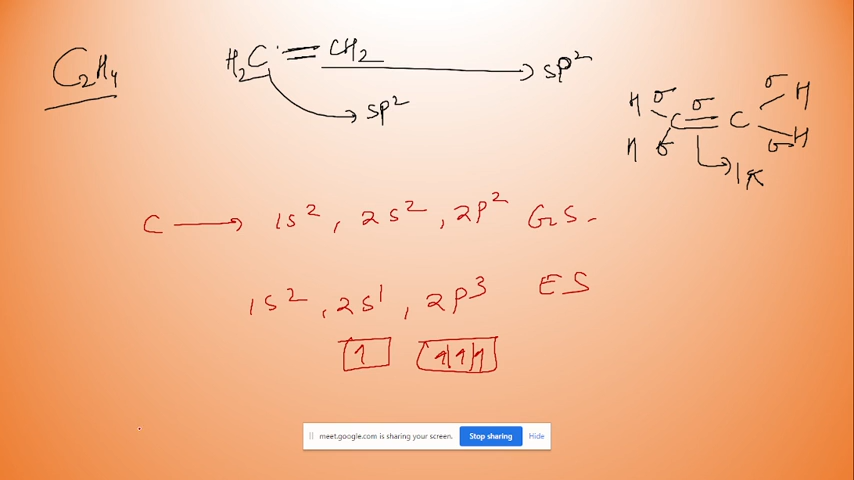 C₂H₄
H₂C = CH₂ → sp²
→ sp²
H σ σ σ H
C = C
H σ σ H
→ 1π
C → 1s², 2s², 2p² G.S.
1s², 2s¹, 2p³ ES
1 1 1 1
meet.google.com is sharing your screen. Stop sharing Hide